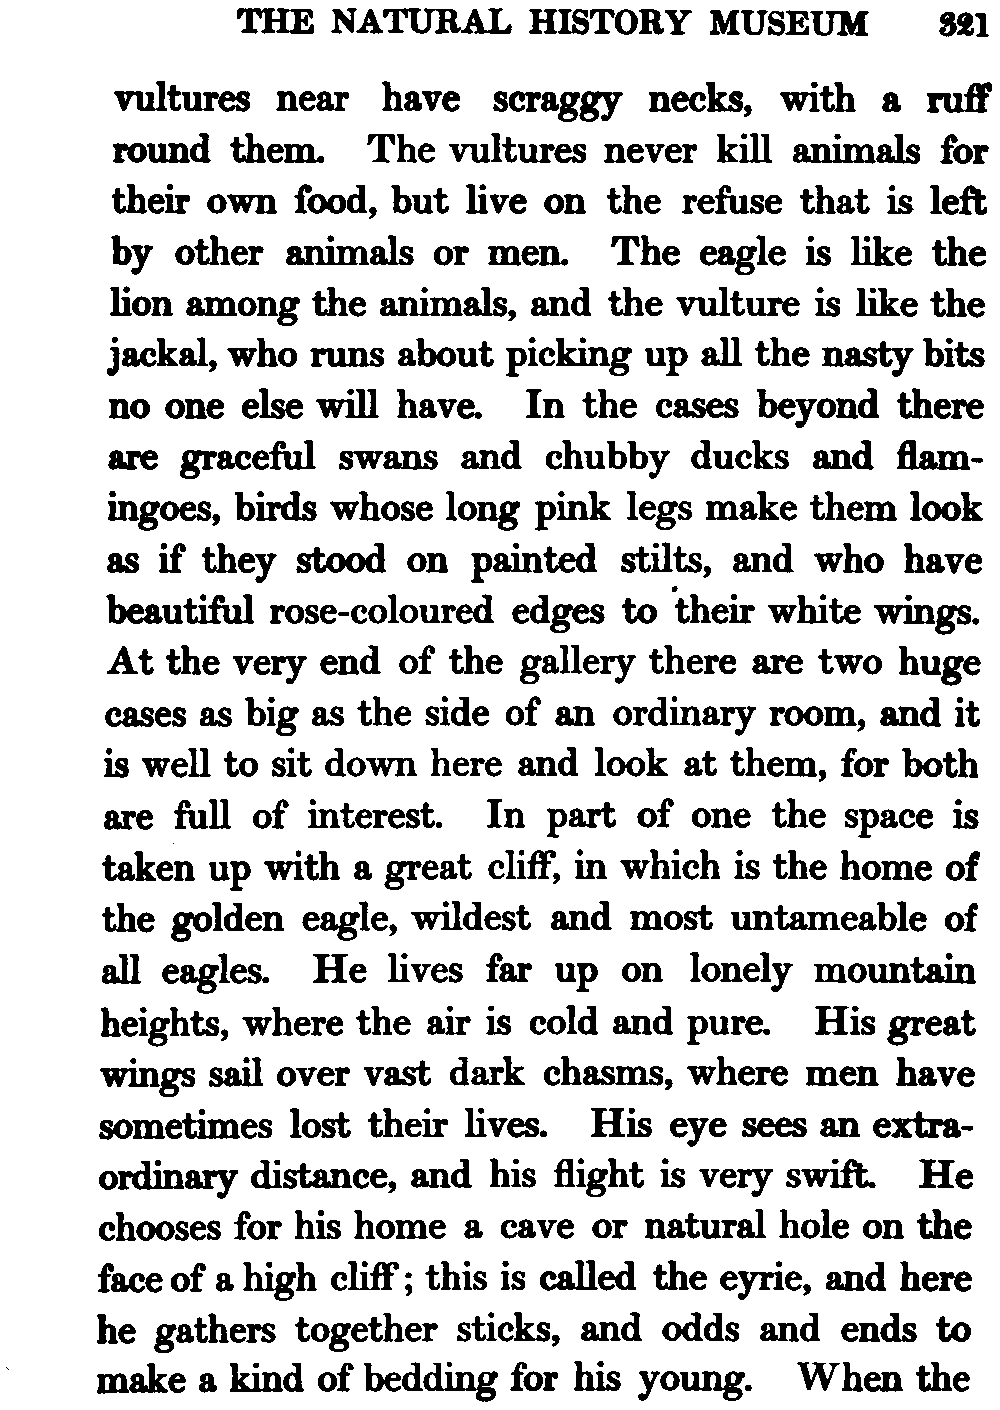 THE NATURAL HISTORY MUSEUM 321
vultures near have scraggy necks, with a ruff
round them. The vultures never kill animals for
their own food, but live on the refuse that is left
by other animals or men. The eagle is like the
lion among the animals, and the vulture is like the
jackal, who runs about picking up all the nasty bits
no one else will have. In the cases beyond there
are graceful swans and chubby ducks and flam-
ingoes, birds whose long pink legs make them look
as if they stood on painted stilts, and who have
beautiful rose-coloured edges to their white wings.
At the very end of the gallery there are two huge
cases as big as the side of an ordinary room, and it
is well to sit down here and look at them, for both
are full of interest. In part of one the space is
taken up with a great cliff, in which is the home of
the golden eagle, wildest and most untameable of
all eagles. He lives far up on lonely mountain
heights, where the air is cold and pure. His great
wings sail over vast dark chasms, where men have
sometimes lost their lives. His eye sees an extra-
ordinary distance, and his flight is very swift. He
chooses for his home a cave or natural hole on the
face of a high cliff; this is called the eyrie, and here
he gathers together sticks, and odds and ends to
make a kind of bedding for his young. When the